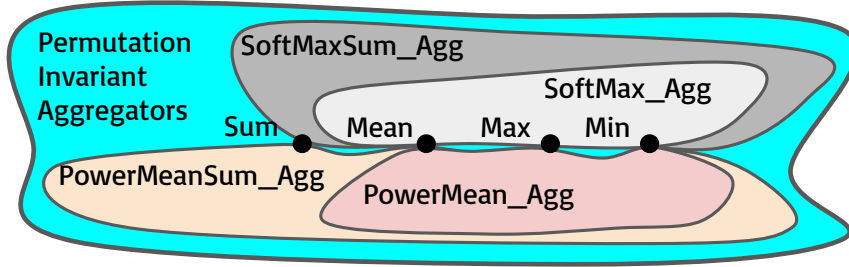 Permutation
Invariant
Aggregators
SoftMaxSum_Agg
SoftMax_Agg
Sum Mean Max Min
PowerMeanSum_Agg
PowerMean_Agg